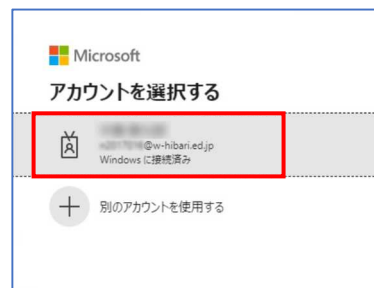 Microsoft
アカウントを選択する
@w-hibari.ed.jp
Windows に接続済み
別のアカウントを使用する